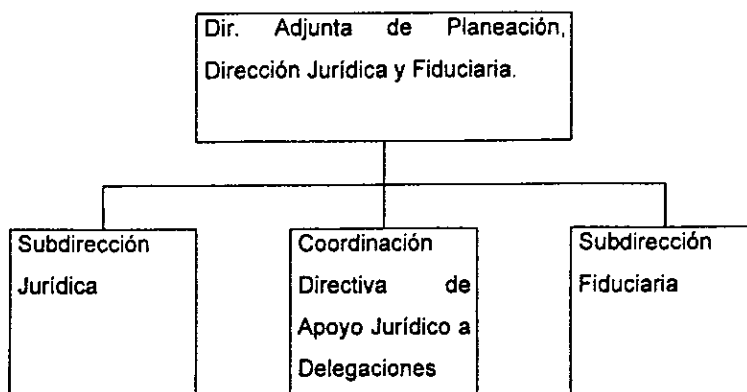 Dir. Adjunta de Planeación,
Dirección Jurídica y Fiduciaria.
Subdirección
Jurídica
Coordinación
Directiva de
Apoyo Jurídico a
Delegaciones
Subdirección
Fiduciaria